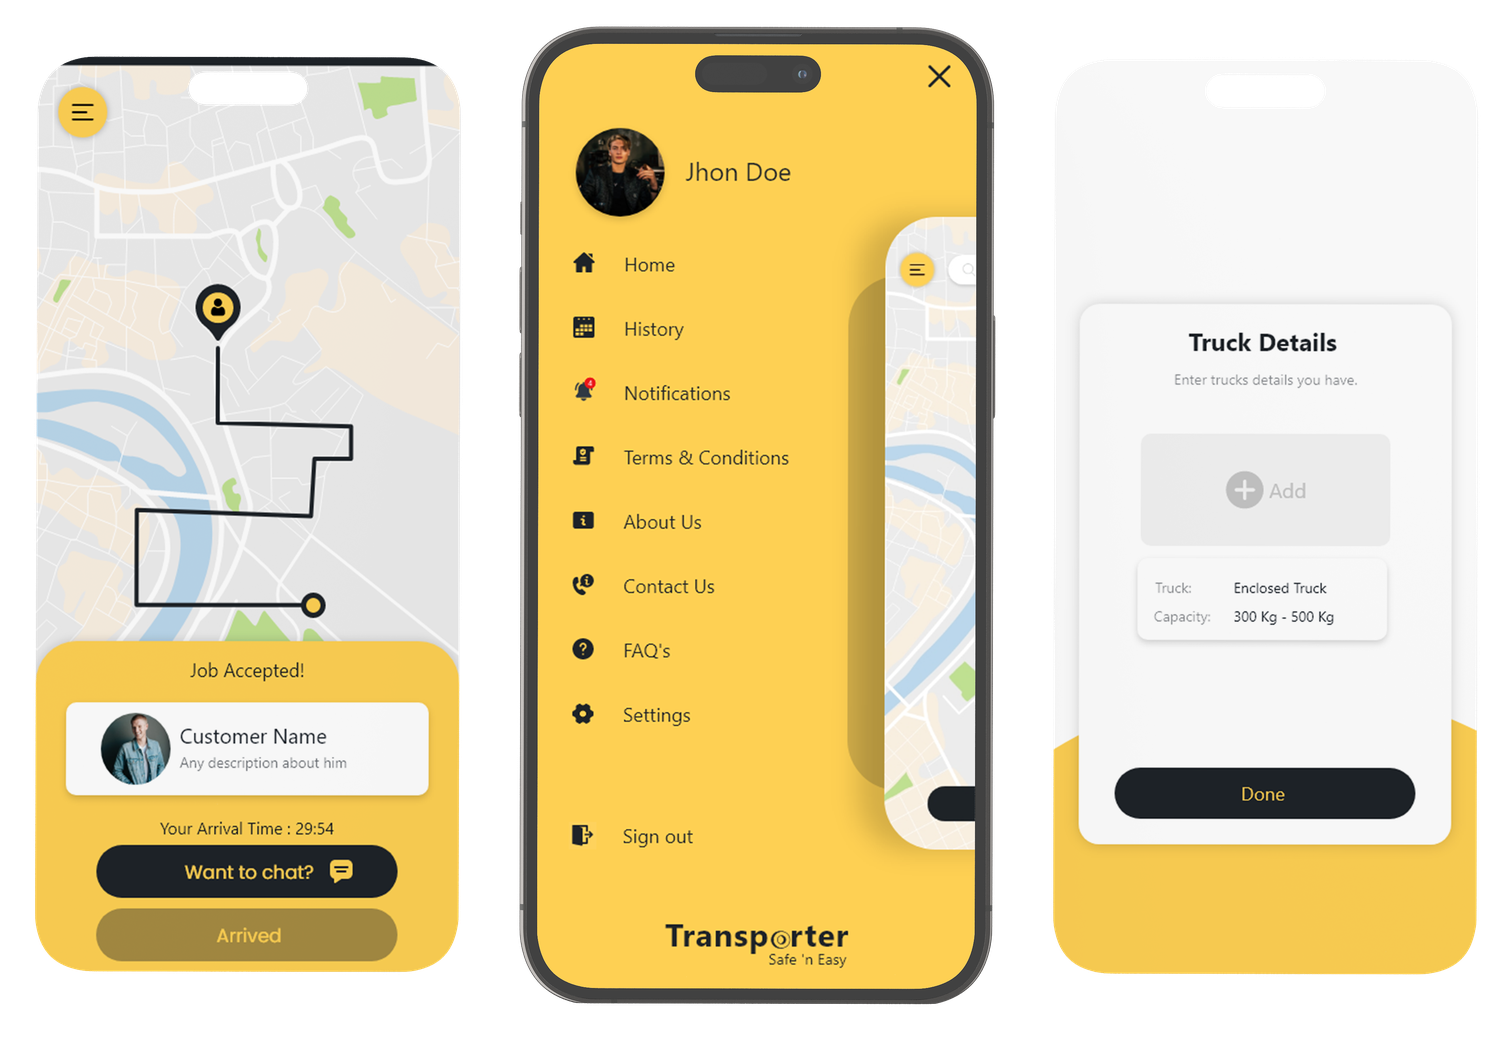 Job Accepted!
Customer Name
Any description about him
Your Arrival Time : 29:54
Want to chat?
Arrived
Jhon Doe
Home
History
4
Notifications
Terms & Conditions
About Us
Contact Us
FAQ's
Settings
Sign out
Transporter
Safe 'n Easy
Truck Details
Enter trucks details you have.
Add
Truck: Enclosed Truck
Capacity: 300 Kg - 500 Kg
Done